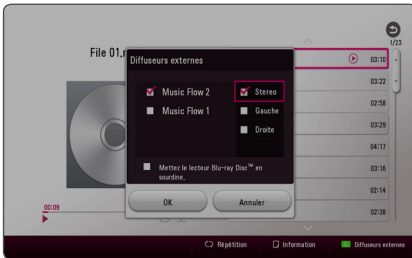 1/23
File 01.
Diffuseurs externes
Music Flow 2
Stereo
Music Flow 1
Gauche
Droite
Mettez le lecteur Blu-ray Disc™ en
sourdine.
OK
Annuler
03:10
03:22
02:58
03:29
04:17
03:16
02:14
02:38
00:09
Répétition
Information
Diffuseurs externes